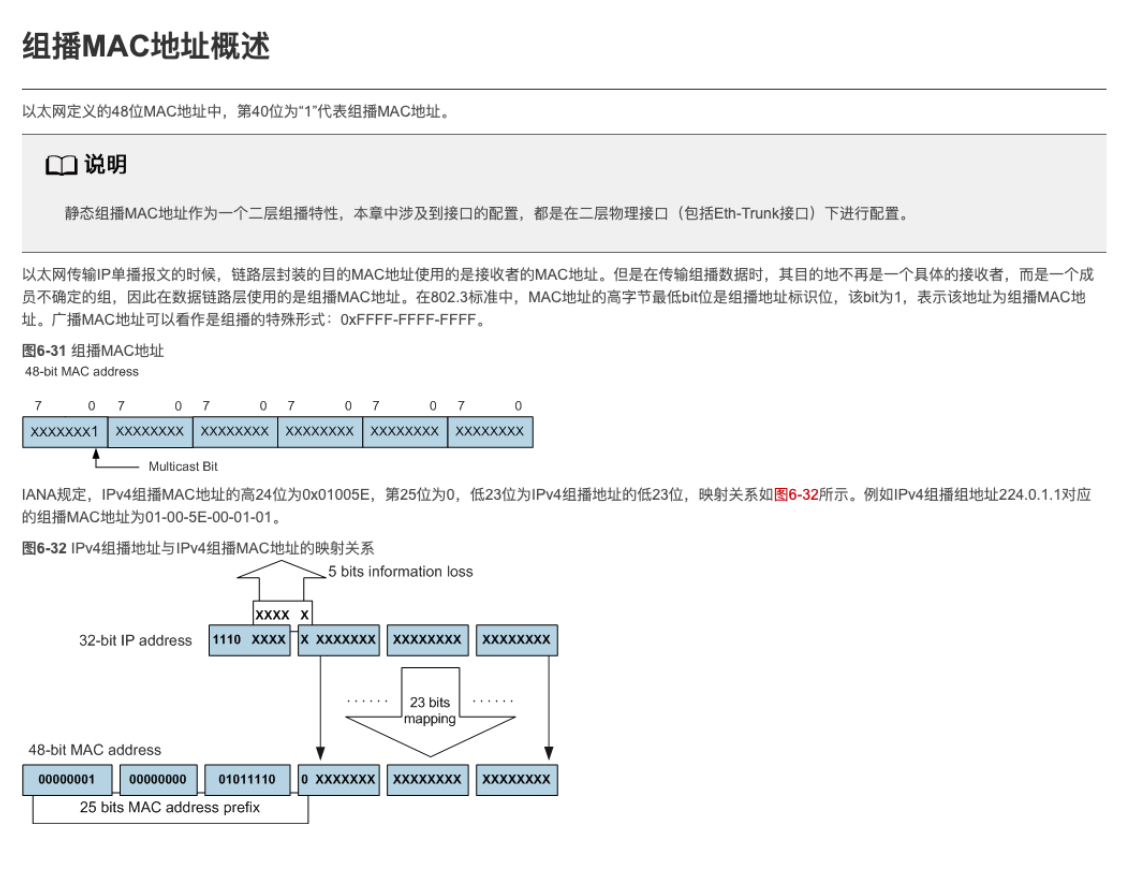 组播MAC地址概述
以太网定义的48位MAC地址中，第40位为“1”代表组播MAC地址。
说明
静态组播MAC地址作为一个二层组播特性，本章中涉及到接口的配置，都是在二层物理接口（包括Eth-Trunk接口）下进行配置。
以太网传输IP单播报文的时候，链路层封装的目的MAC地址使用的是接收者的MAC地址。但是在传输组播数据时，其目的地不再是一个具体的接收者，而是一个成
员不确定的组，因此在数据链路层使用的是组播MAC地址。在802.3标准中，MAC地址的高字节最低bit位是组播地址标识位，该bit为1，表示该地址为组播MAC地
址。广播MAC地址可以看作是组播的特殊形式：0xFFFF-FFFF-FFFF。
图6-31 组播MAC地址
48-bit MAC address
7 0 7 0 7 0 7 0 7 0 7 0
XXXXXXX1 XXXXXXXX XXXXXXXX XXXXXXXX XXXXXXXX XXXXXXXX
Multicast Bit
IANA规定，IPv4组播MAC地址的高24位为0x01005E，第25位为0，低23位为IPv4组播地址的低23位，映射关系如图6-32所示。例如IPv4组播组地址224.0.1.1对应
的组播MAC地址为01-00-5E-00-01-01。
图6-32 IPv4组播地址与IPv4组播MAC地址的映射关系
5 bits information loss
XXXX X
32-bit IP address 1110 XXXX X XXXXXXX XXXXXXXX XXXXXXXX
······ 23 bits ······
mapping
48-bit MAC address
00000001 00000000 01011110 0 XXXXXXX XXXXXXXX XXXXXXXX
25 bits MAC address prefix